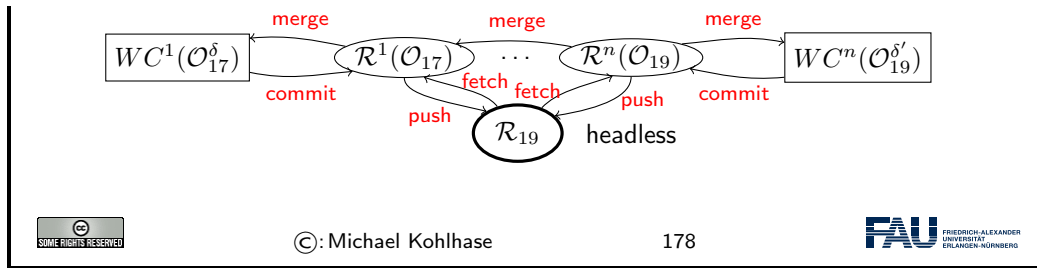 merge merge merge
WC¹(𝒪₁₇^δ) ℛ¹(𝒪₁₇) ⋯ ℛⁿ(𝒪₁₉) WCⁿ(𝒪₁₉^δ′)
commit fetch fetch commit
push push
ℛ₁₉ headless
SOME RIGHTS RESERVED
©: Michael Kohlhase 178
FAU FRIEDRICH-ALEXANDER
UNIVERSITÄT
ERLANGEN-NÜRNBERG